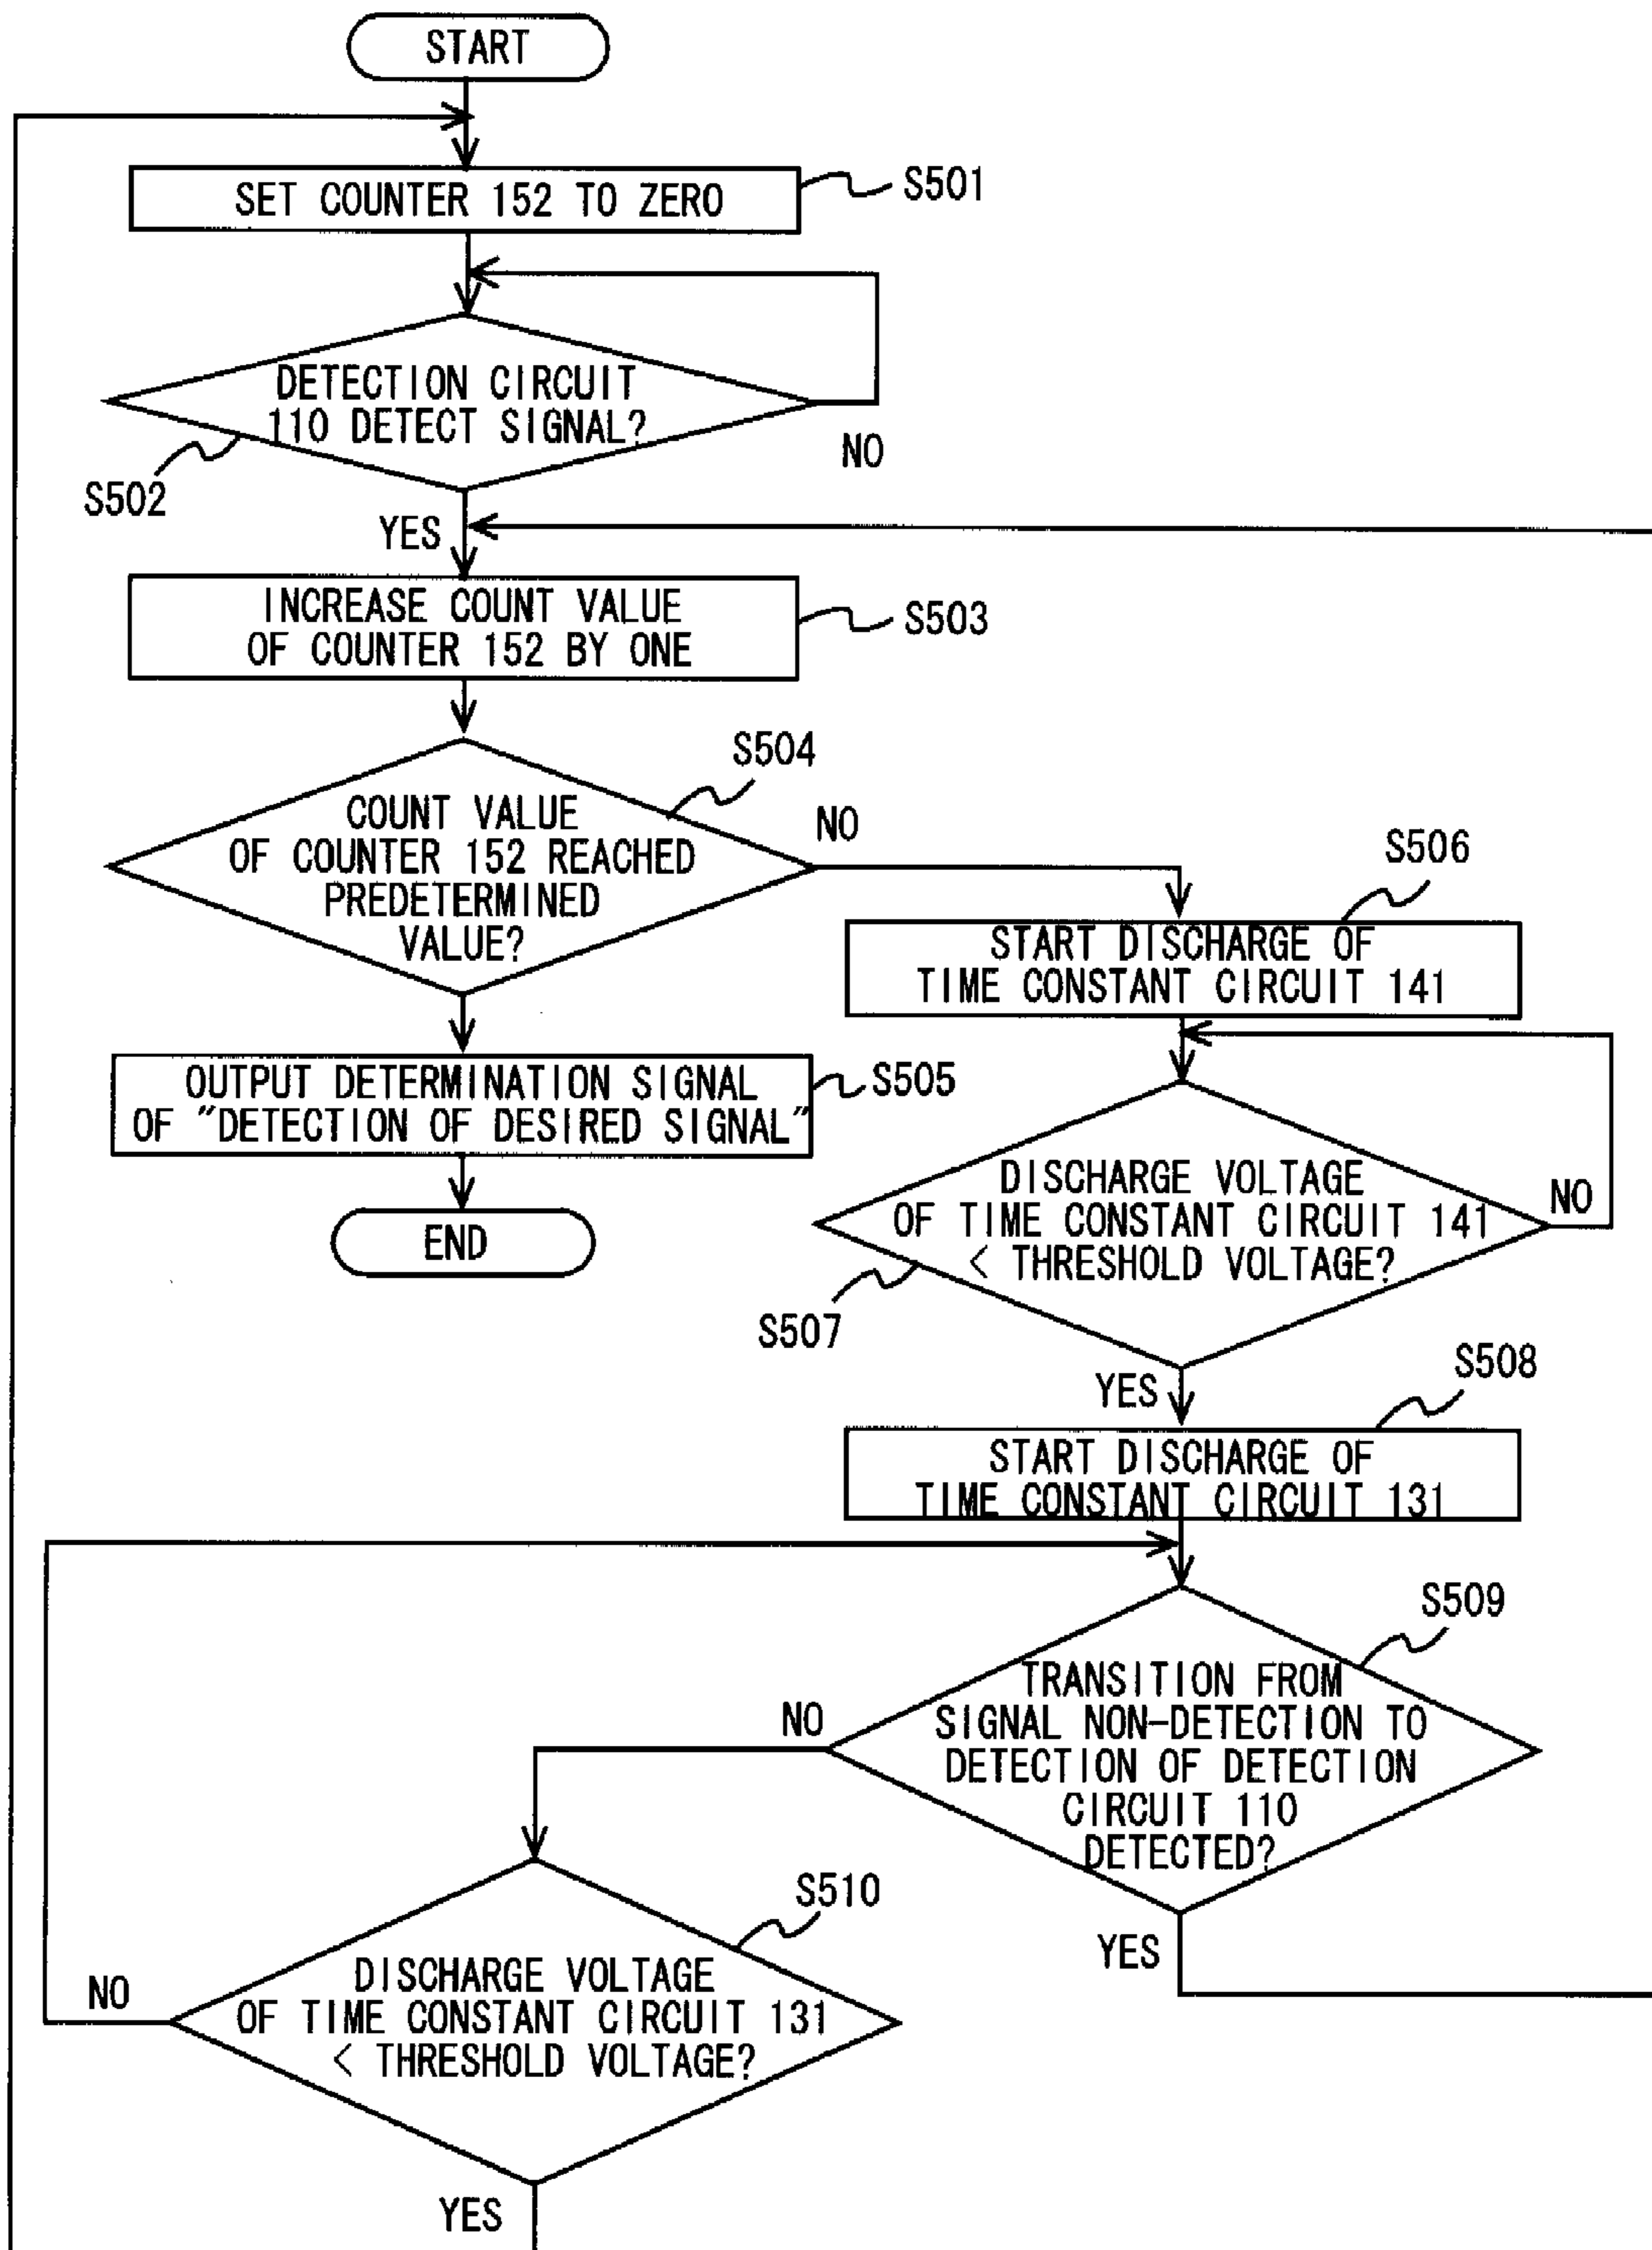 START
SET COUNTER 152 TO ZERO
S501
DETECTION CIRCUIT
110 DETECT SIGNAL?
NO
S502
YES
INCREASE COUNT VALUE
OF COUNTER 152 BY ONE
S503
S504
COUNT VALUE
OF COUNTER 152 REACHED
PREDETERMINED
VALUE?
NO
S506
START DISCHARGE OF
TIME CONSTANT CIRCUIT 141
OUTPUT DETERMINATION SIGNAL
OF "DETECTION OF DESIRED SIGNAL"
S505
END
DISCHARGE VOLTAGE
OF TIME CONSTANT CIRCUIT 141
< THRESHOLD VOLTAGE?
NO
S507
YES
S508
START DISCHARGE OF
TIME CONSTANT CIRCUIT 131
S509
TRANSITION FROM
SIGNAL NON-DETECTION TO
DETECTION OF DETECTION
CIRCUIT 110
DETECTED?
NO
YES
S510
DISCHARGE VOLTAGE
OF TIME CONSTANT CIRCUIT 131
< THRESHOLD VOLTAGE?
NO
YES